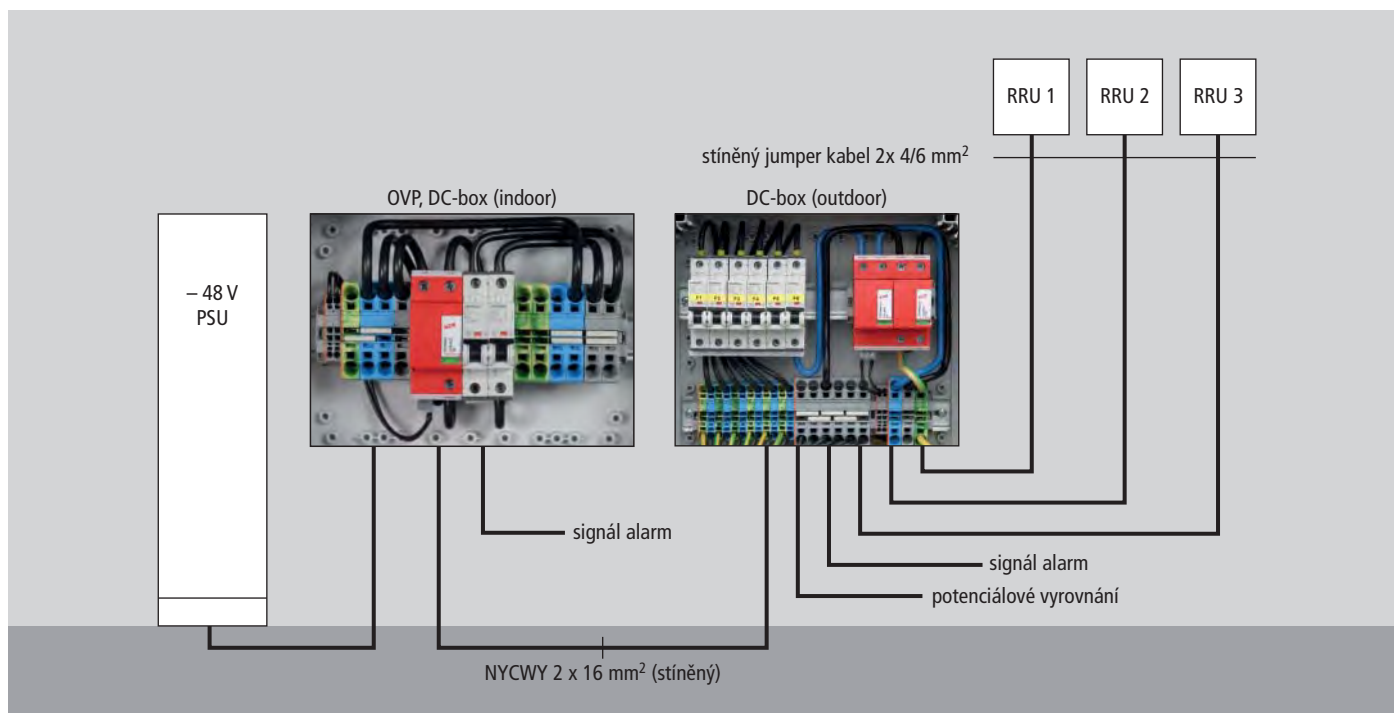 RRU 1
RRU 2
RRU 3
stíněný jumper kabel 2x 4/6 mm²
OVP, DC-box (indoor)
DC-box (outdoor)
– 48 V
PSU
signál alarm
signál alarm
potenciálové vyrovnání
NYCWY 2 x 16 mm² (stíněný)